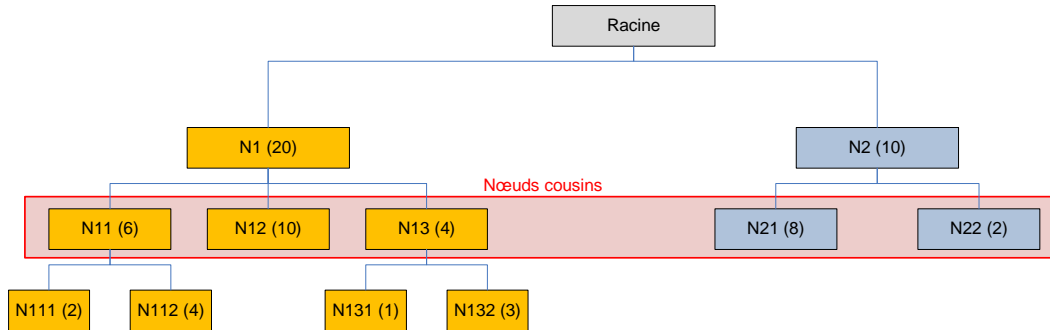 Racine
N1 (20)
N2 (10)
Nœuds cousins
N11 (6)
N12 (10)
N13 (4)
N21 (8)
N22 (2)
N111 (2)
N112 (4)
N131 (1)
N132 (3)